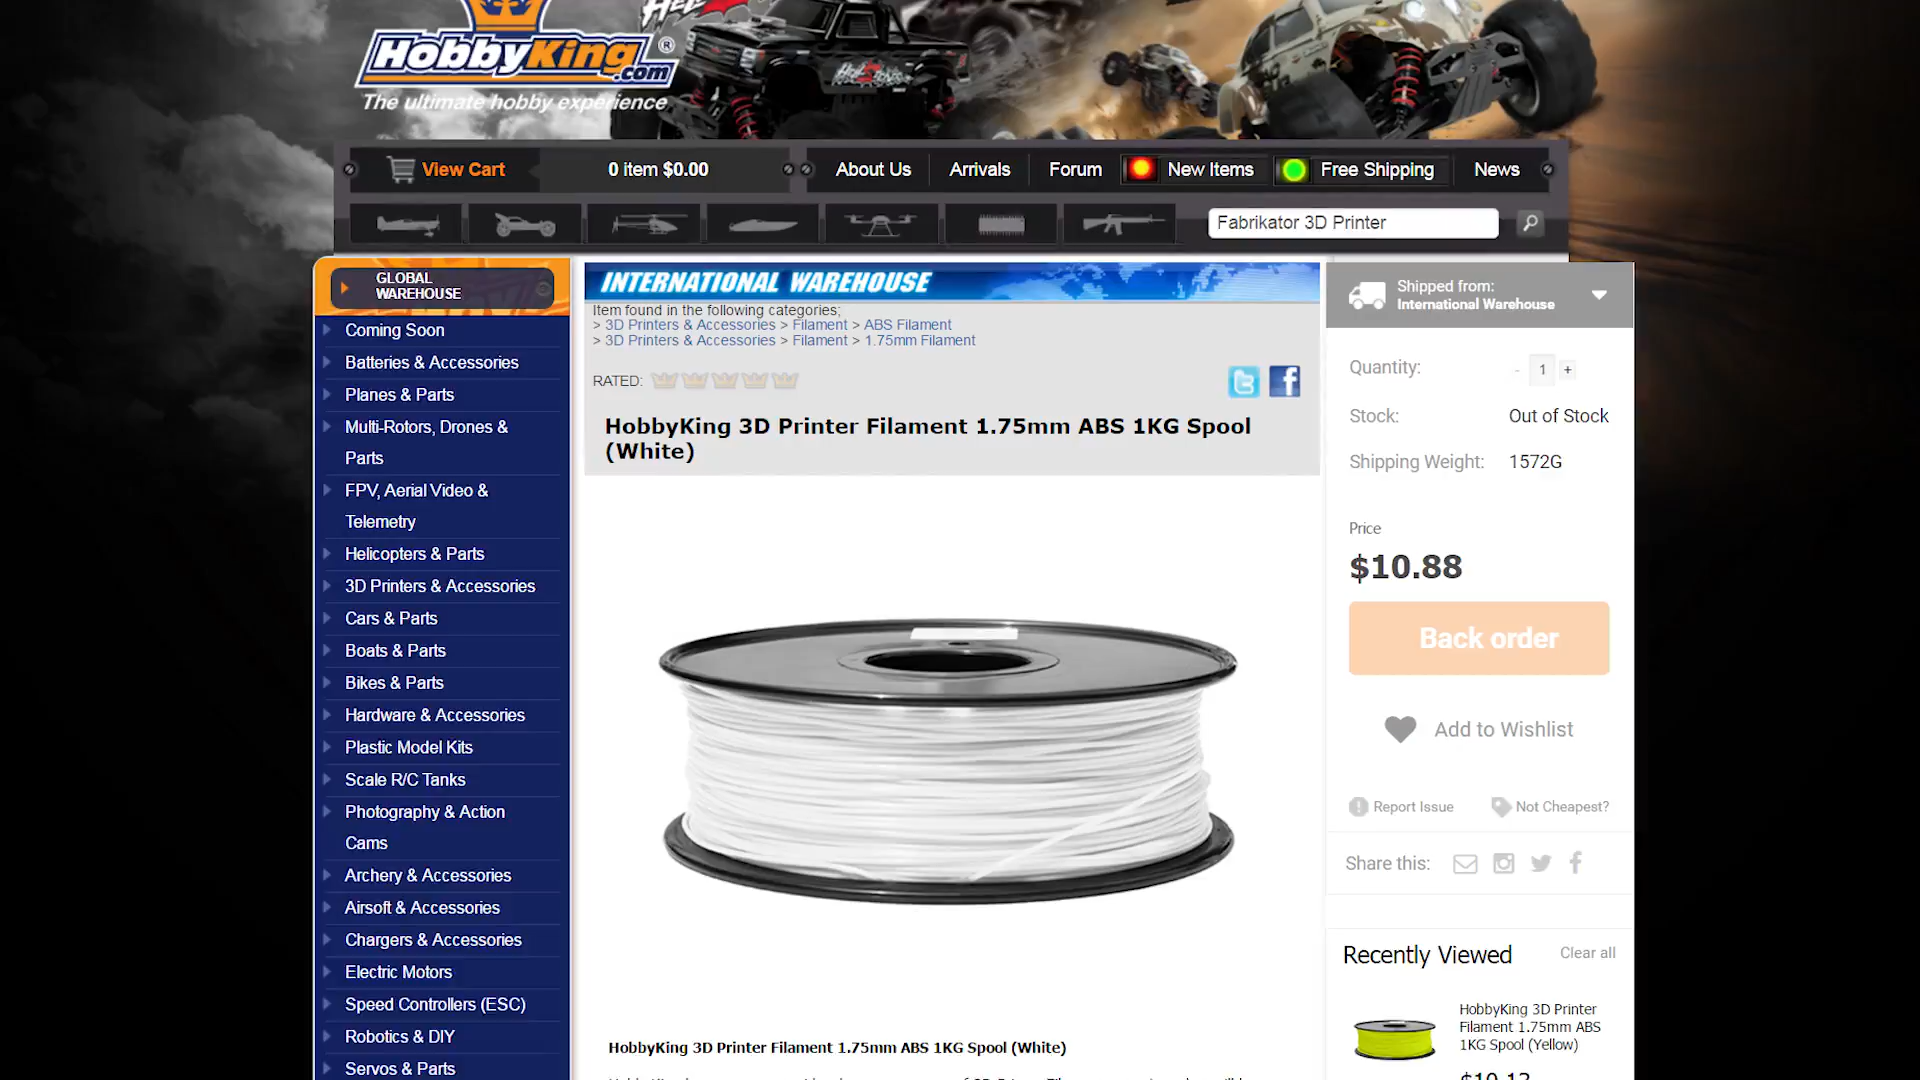 HobbyKing.com ®
The ultimate hobby experience
View Cart
0 item $0.00
About Us
Arrivals
Forum
New Items
Free Shipping
News
Fabrikator 3D Printer
GLOBAL
WAREHOUSE
Coming Soon
Batteries & Accessories
Planes & Parts
Multi-Rotors, Drones &
Parts
FPV, Aerial Video &
Telemetry
Helicopters & Parts
3D Printers & Accessories
Cars & Parts
Boats & Parts
Bikes & Parts
Hardware & Accessories
Plastic Model Kits
Scale R/C Tanks
Photography & Action
Cams
Archery & Accessories
Airsoft & Accessories
Chargers & Accessories
Electric Motors
Speed Controllers (ESC)
Robotics & DIY
Servos & Parts
INTERNATIONAL WAREHOUSE
Item found in the following categories;
> 3D Printers & Accessories > Filament > ABS Filament
> 3D Printers & Accessories > Filament > 1.75mm Filament
RATED:
HobbyKing 3D Printer Filament 1.75mm ABS 1KG Spool
(White)
HobbyKing 3D Printer Filament 1.75mm ABS 1KG Spool (White)
Shipped from:
International Warehouse
Quantity: - 1 +
Stock: Out of Stock
Shipping Weight: 1572G
Price
$10.88
Back order
Add to Wishlist
Report Issue
Not Cheapest?
Share this:
Recently Viewed
Clear all
HobbyKing 3D Printer
Filament 1.75mm ABS
1KG Spool (Yellow)